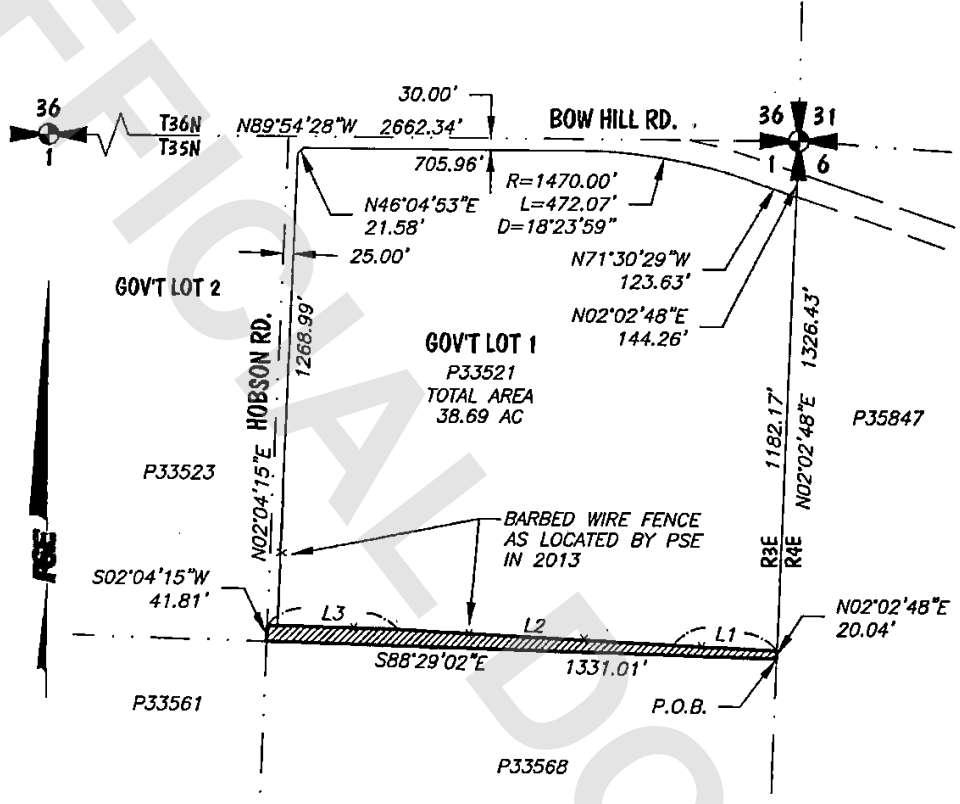 36
1
T36N
T35N
N89°54'28"W 2662.34'
30.00'
BOW HILL RD.
36 31
1 6
705.96'
R=1470.00'
L=472.07'
D=18°23'59"
N46°04'53"E
21.58'
25.00'
N71°30'29"W
123.63'
N02°02'48"E
144.26'
GOV'T LOT 2
HOBSON RD.
1268.99'
N02°04'15"E
GOV'T LOT 1
P33521
TOTAL AREA
38.69 AC
1182.17'
N02°02'48"E 1326.43'
P35847
P33523
PSE
BARBED WIRE FENCE
AS LOCATED BY PSE
IN 2013
R3E
R4E
S02°04'15"W
41.81'
N02°02'48"E
20.04'
L3
L2
L1
S88°29'02"E 1331.01'
P.O.B.
P33561
P33568